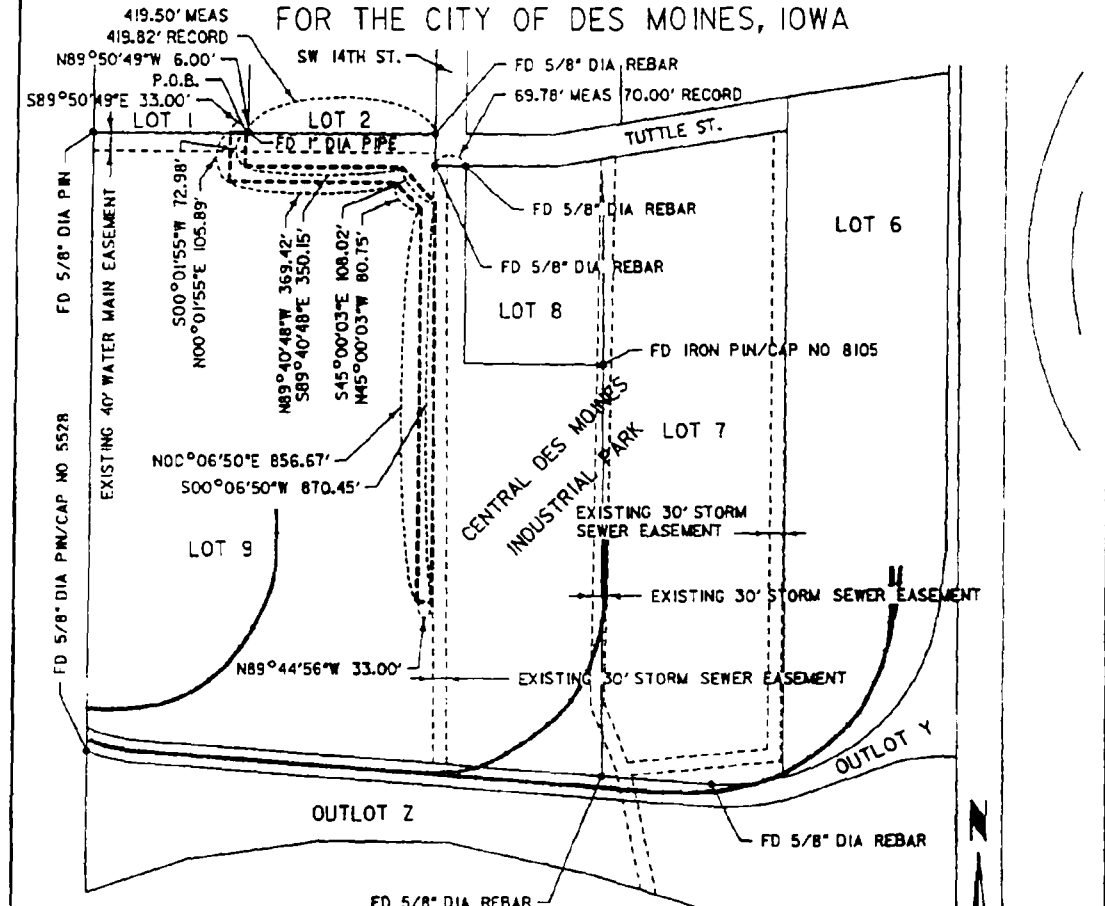 FOR THE CITY OF DES MOINES, IOWA
419.50' MEAS
419.82' RECORD
N89°50'49"W 6.00'
P.O.B.
S89°50'49"E 33.00'
SW 14TH ST.
FD 5/8" DIA REBAR
69.78' MEAS 70.00' RECORD
LOT 1
LOT 2
TUTTLE ST.
FD 1" DIA PIPE
FD 5/8" DIA PIN
EXISTING 40' WATER MAIN EASEMENT
S00°01'55"W 72.98'
N00°01'55"E 105.89'
N89°40'48"W 369.42'
S89°40'48"E 350.15'
S45°00'03"E 108.02'
N45°00'03"W 80.75'
FD 5/8" DIA REBAR
FD 5/8" DIA REBAR
LOT 6
LOT 8
FD IRON PIN/CAP NO 8105
LOT 7
CENTRAL DES MOINES
INDUSTRIAL PARK
N00°06'50"E 856.67'
S00°06'50"W 870.45'
FD 5/8" DIA PIN/CAP NO 5528
LOT 9
EXISTING 30' STORM
SEWER EASEMENT
EXISTING 30' STORM SEWER EASEMENT
N89°44'56"W 33.00'
EXISTING 30' STORM SEWER EASEMENT
OUTLOT Y
OUTLOT Z
N
FD 5/8" DIA REBAR
FD 5/8" DIA REBAR